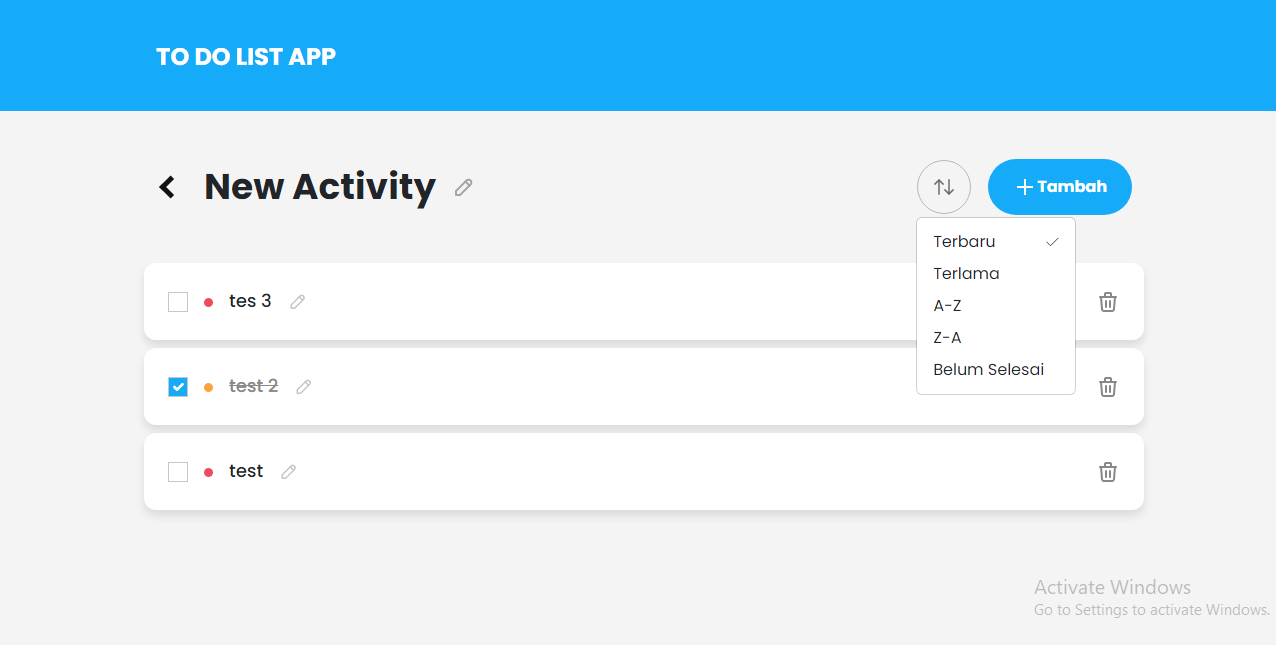 TO DO LIST APP
New Activity
Tambah
Terbaru
Terlama
A-Z
Z-A
Belum Selesai
tes 3
test 2
test
Activate Windows
Go to Settings to activate Windows.